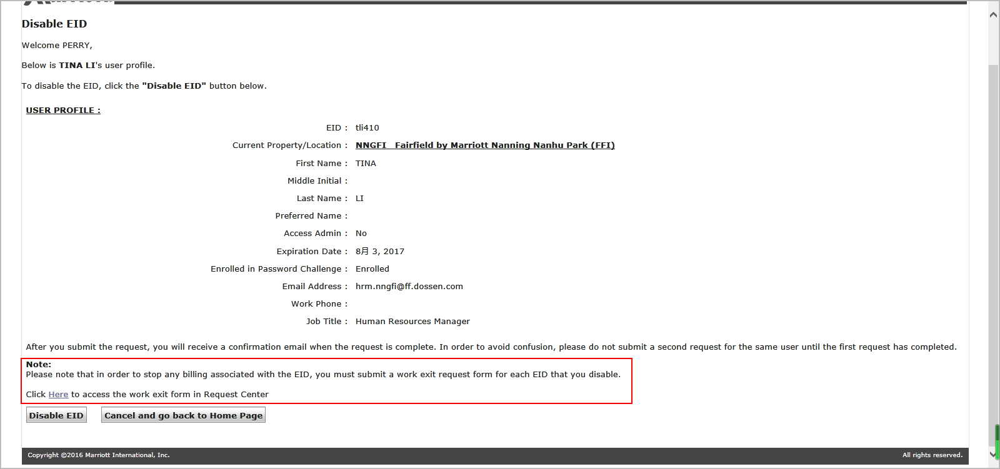 Disable EID
Welcome PERRY,
Below is TINA LI's user profile.
To disable the EID, click the "Disable EID" button below.
USER PROFILE :
EID : tli410
Current Property/Location : NNGFI Fairfield by Marriott Nanning Nanhu Park (FFI)
First Name : TINA
Middle Initial :
Last Name : LI
Preferred Name :
Access Admin : No
Expiration Date : 8月 3, 2017
Enrolled in Password Challenge : Enrolled
Email Address : hrm.nngfi@ff.dossen.com
Work Phone :
Job Title : Human Resources Manager
After you submit the request, you will receive a confirmation email when the request is complete. In order to avoid confusion, please do not submit a second request for the same user until the first request has completed.
Note:
Please note that in order to stop any billing associated with the EID, you must submit a work exit request form for each EID that you disable.
Click Here to access the work exit form in Request Center
Disable EID Cancel and go back to Home Page
Copyright ©2016 Marriott International, Inc. All rights reserved.